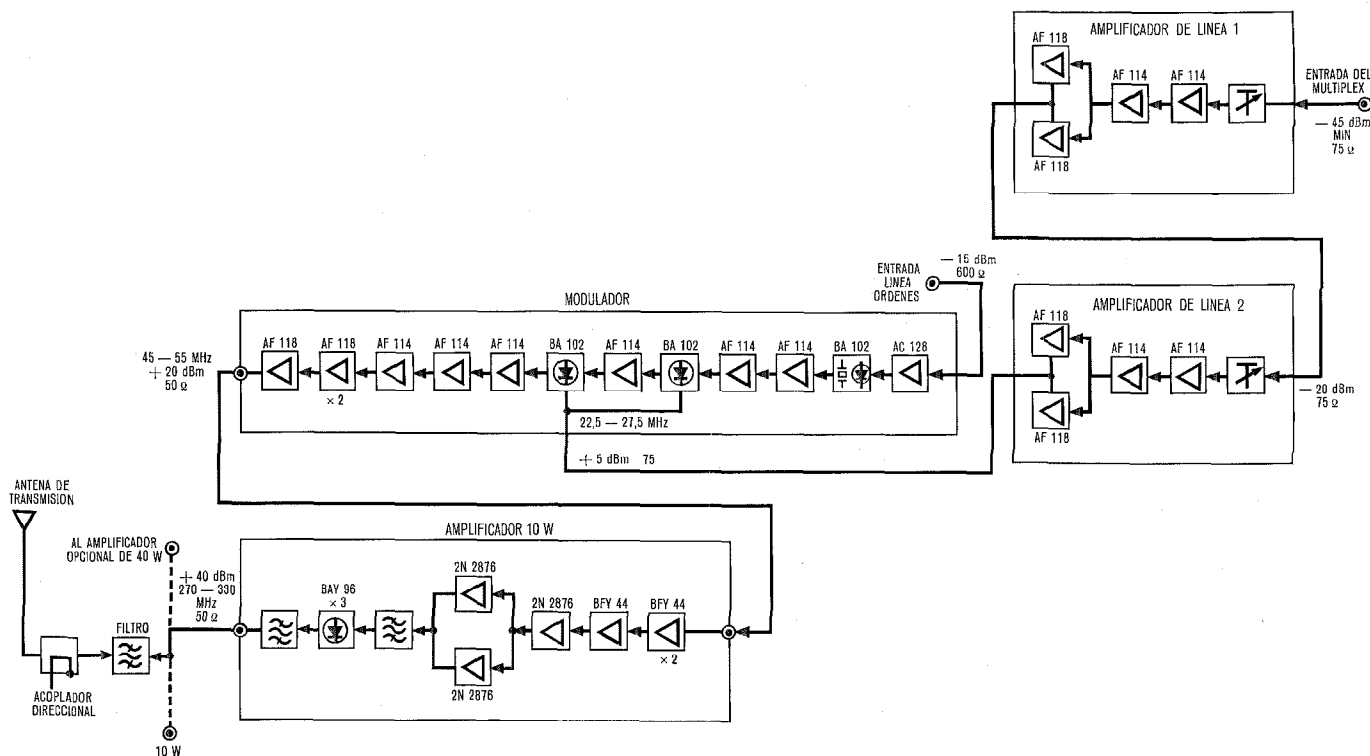 AMPLIFICADOR DE LINEA 1
AF 118
AF 114
AF 114
AF 118
ENTRADA DEL
MULTIPLEX
— 45 dBm
MIN
75 Ω
ENTRADA
LINEA
ORDENES
— 15 dBm
600 Ω
MODULADOR
AF 118
AF 118
AF 114
AF 114
AF 114
BA 102
AF 114
BA 102
AF 114
AF 114
BA 102
AC 128
× 2
45 — 55 MHz
+ 20 dBm
50 Ω
22,5 — 27,5 MHz
+ 5 dBm 75
AMPLIFICADOR DE LINEA 2
AF 118
AF 114
AF 114
AF 118
— 20 dBm
75 Ω
ANTENA DE
TRANSMISION
AL AMPLIFICADOR
OPCIONAL DE 40 W
+ 40 dBm
270 — 330
MHz
50 Ω
FILTRO
ACOPLADOR
DIRECCIONAL
10 W
AMPLIFICADOR 10 W
BAY 96
× 3
2N 2876
2N 2876
2N 2876
BFY 44
BFY 44
× 2